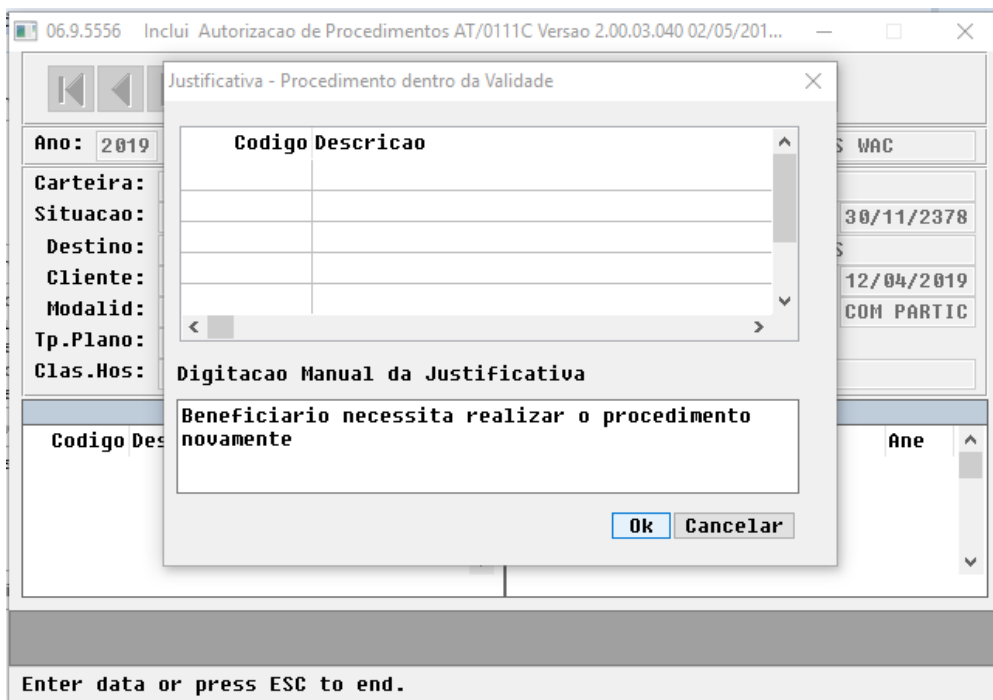 06.9.5556 Inclui Autorizacao de Procedimentos AT/0111C Versao 2.00.03.040 02/05/201...
Justificativa - Procedimento dentro da Validade
Ano: 2019
S WAC
Codigo Descricao
Carteira:
Situacao:
30/11/2378
Destino:
S
Cliente:
12/04/2019
Modalid:
COM PARTIC
Tp.Plano:
Clas.Hos:
Digitacao Manual da Justificativa
Beneficiario necessita realizar o procedimento
novamente
Codigo Des
Ane
Ok Cancelar
Enter data or press ESC to end.